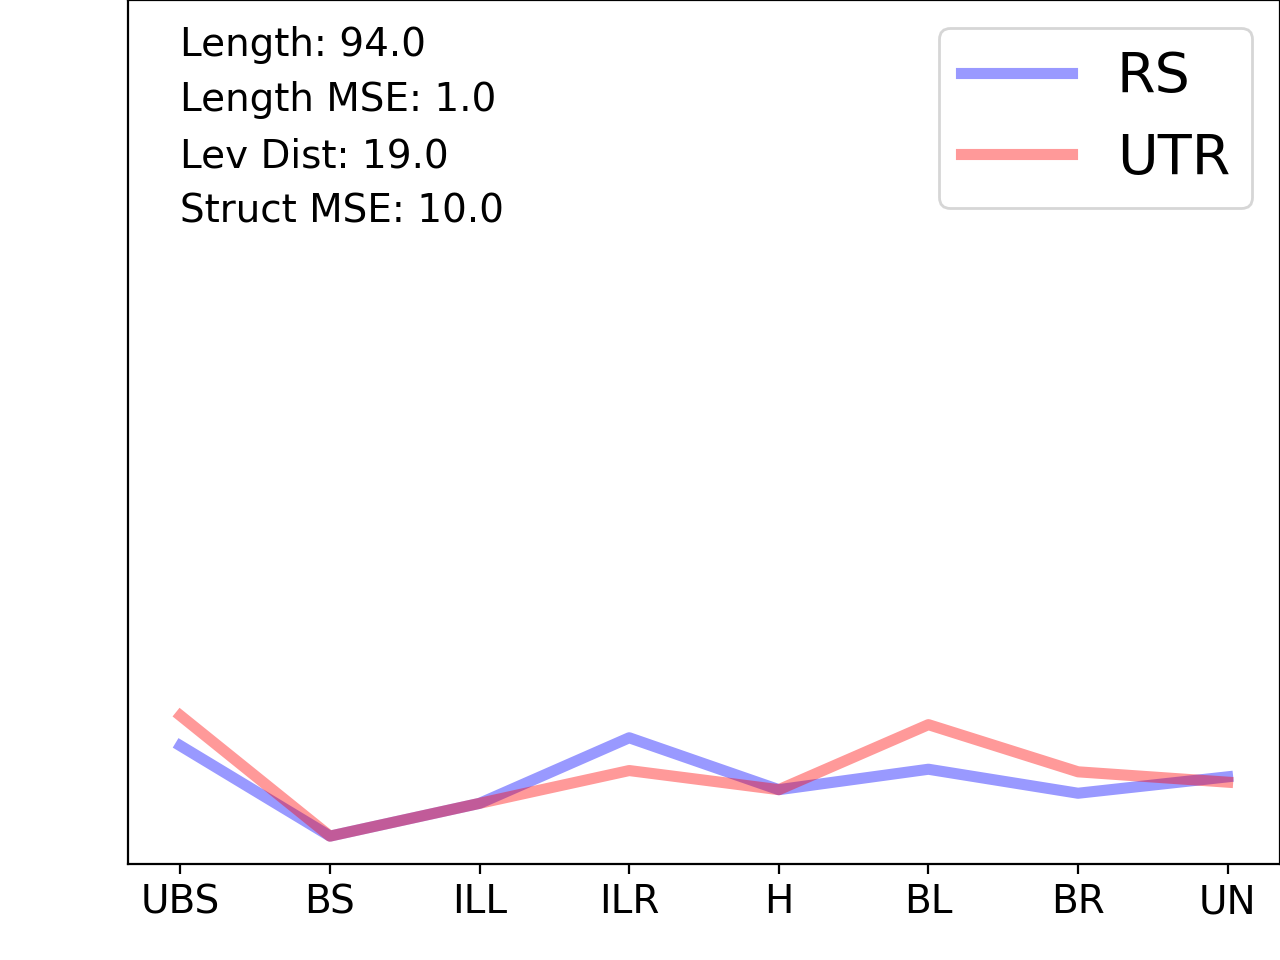 Length: 94.0
Length MSE: 1.0
Lev Dist: 19.0
Struct MSE: 10.0
RS
UTR
UBS BS ILL ILR H BL BR UN